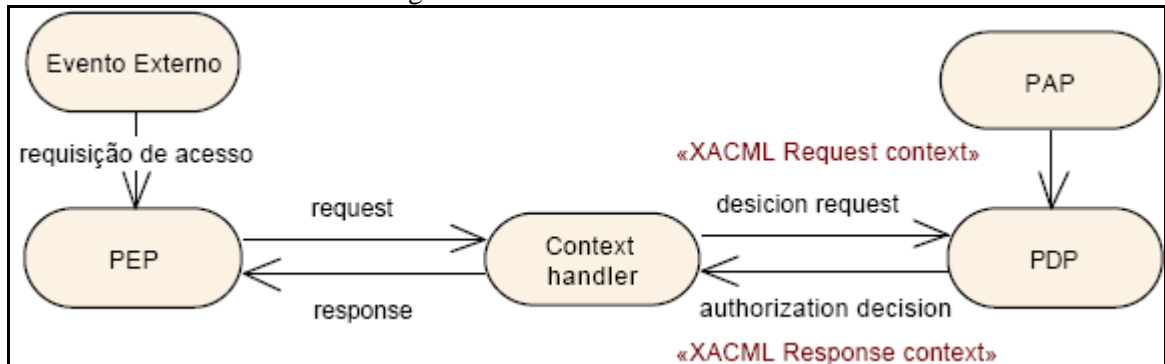 Evento Externo
PAP
requisição de acesso
«XACML Request context»
request
desicion request
PEP
Context
handler
PDP
response
authorization decision
«XACML Response context»